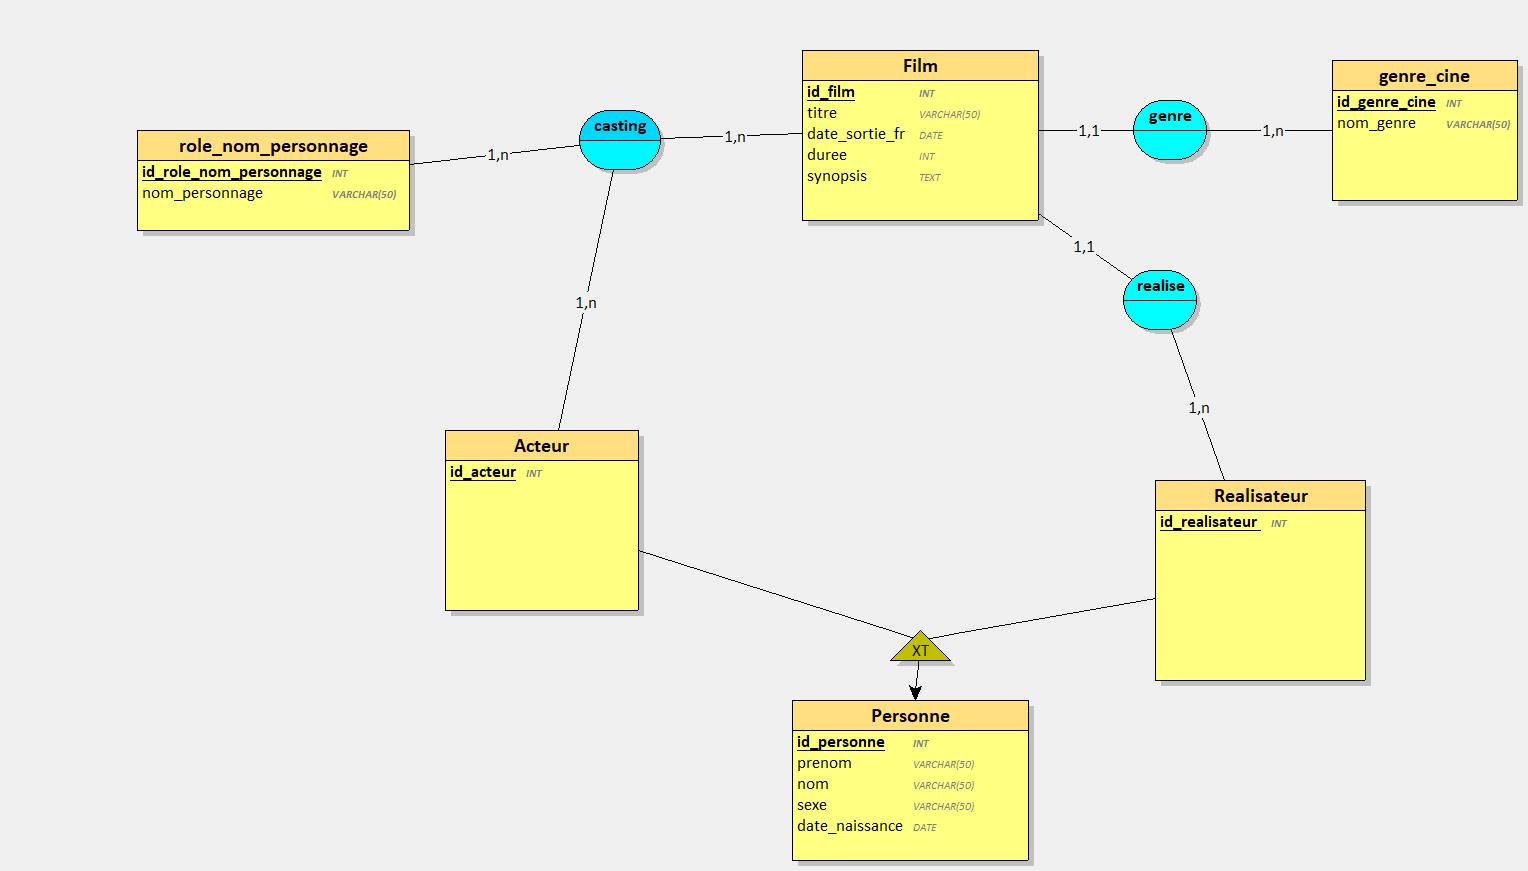 Film
id_film INT
titre VARCHAR(50)
date_sortie_fr DATE
duree INT
synopsis TEXT
genre_cine
id_genre_cine INT
nom_genre VARCHAR(50)
genre
1,1
1,n
casting
1,n
1,n
role_nom_personnage
id_role_nom_personnage INT
nom_personnage VARCHAR(50)
1,1
realise
1,n
1,n
Acteur
id_acteur INT
Realisateur
id_realisateur INT
XT
Personne
id_personne INT
prenom VARCHAR(50)
nom VARCHAR(50)
sexe VARCHAR(50)
date_naissance DATE